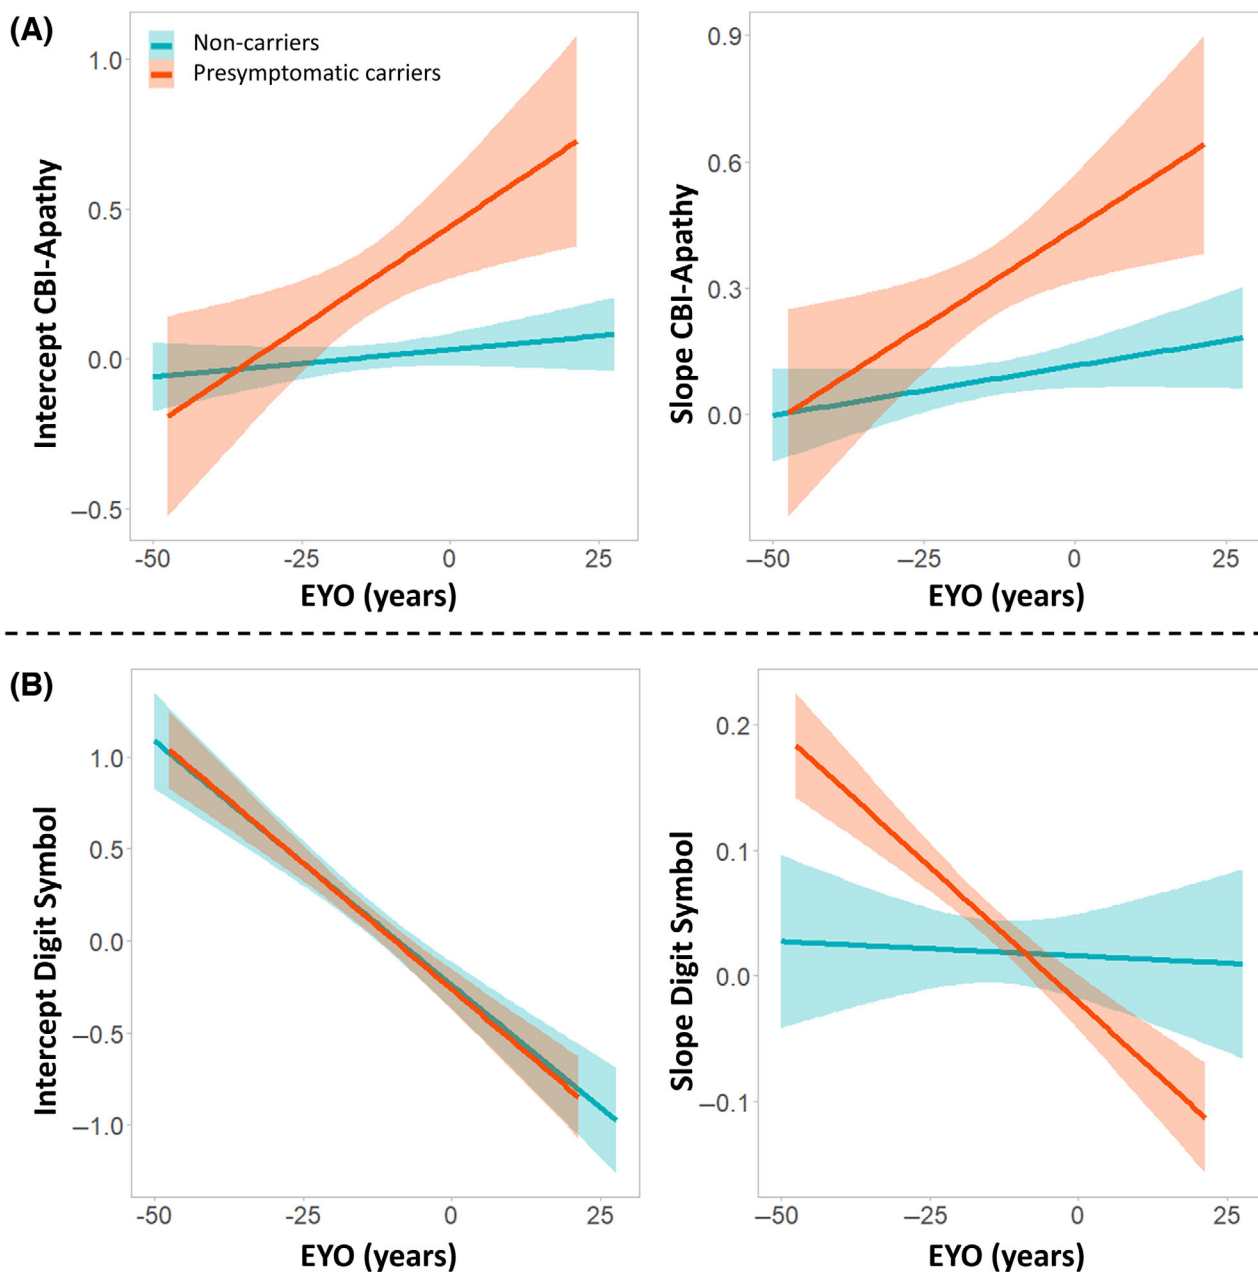 (A)
Non-carriers
Presymptomatic carriers
Intercept CBI-Apathy
1.0
0.5
0.0
−0.5
-50 -25 0 25
EYO (years)
Slope CBI-Apathy
0.9
0.6
0.3
0.0
−50 −25 0 25
EYO (years)
(B)
Intercept Digit Symbol
1.0
0.5
0.0
−0.5
−1.0
-50 -25 0 25
EYO (years)
Slope Digit Symbol
0.2
0.1
0.0
−0.1
−50 −25 0 25
EYO (years)